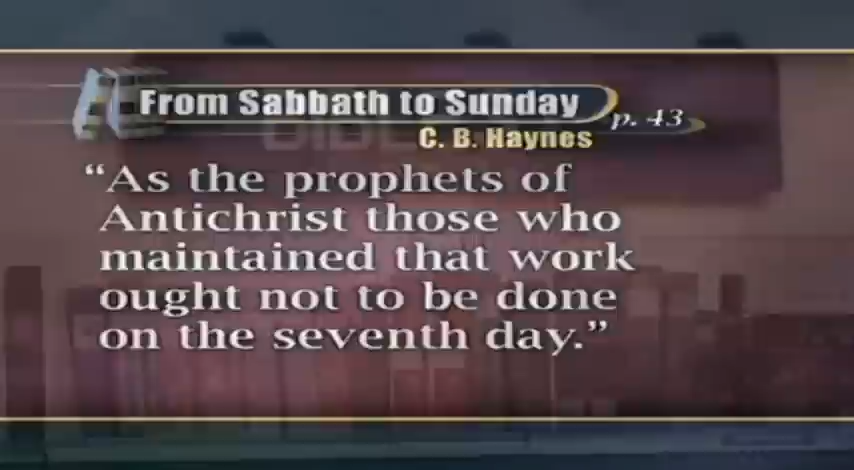 From Sabbath to Sunday
p. 43
C. B. Haynes
“As the prophets of
Antichrist those who
maintained that work
ought not to be done
on the seventh day.”